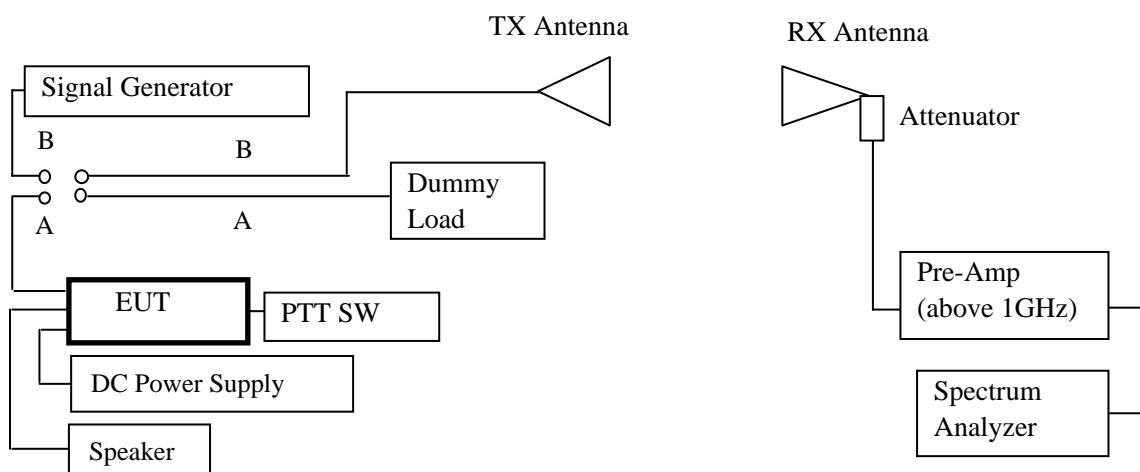 TX Antenna
RX Antenna
Signal Generator
Attenuator
B
B
Dummy
Load
A
A
Pre-Amp
(above 1GHz)
EUT
PTT SW
DC Power Supply
Spectrum
Analyzer
Speaker